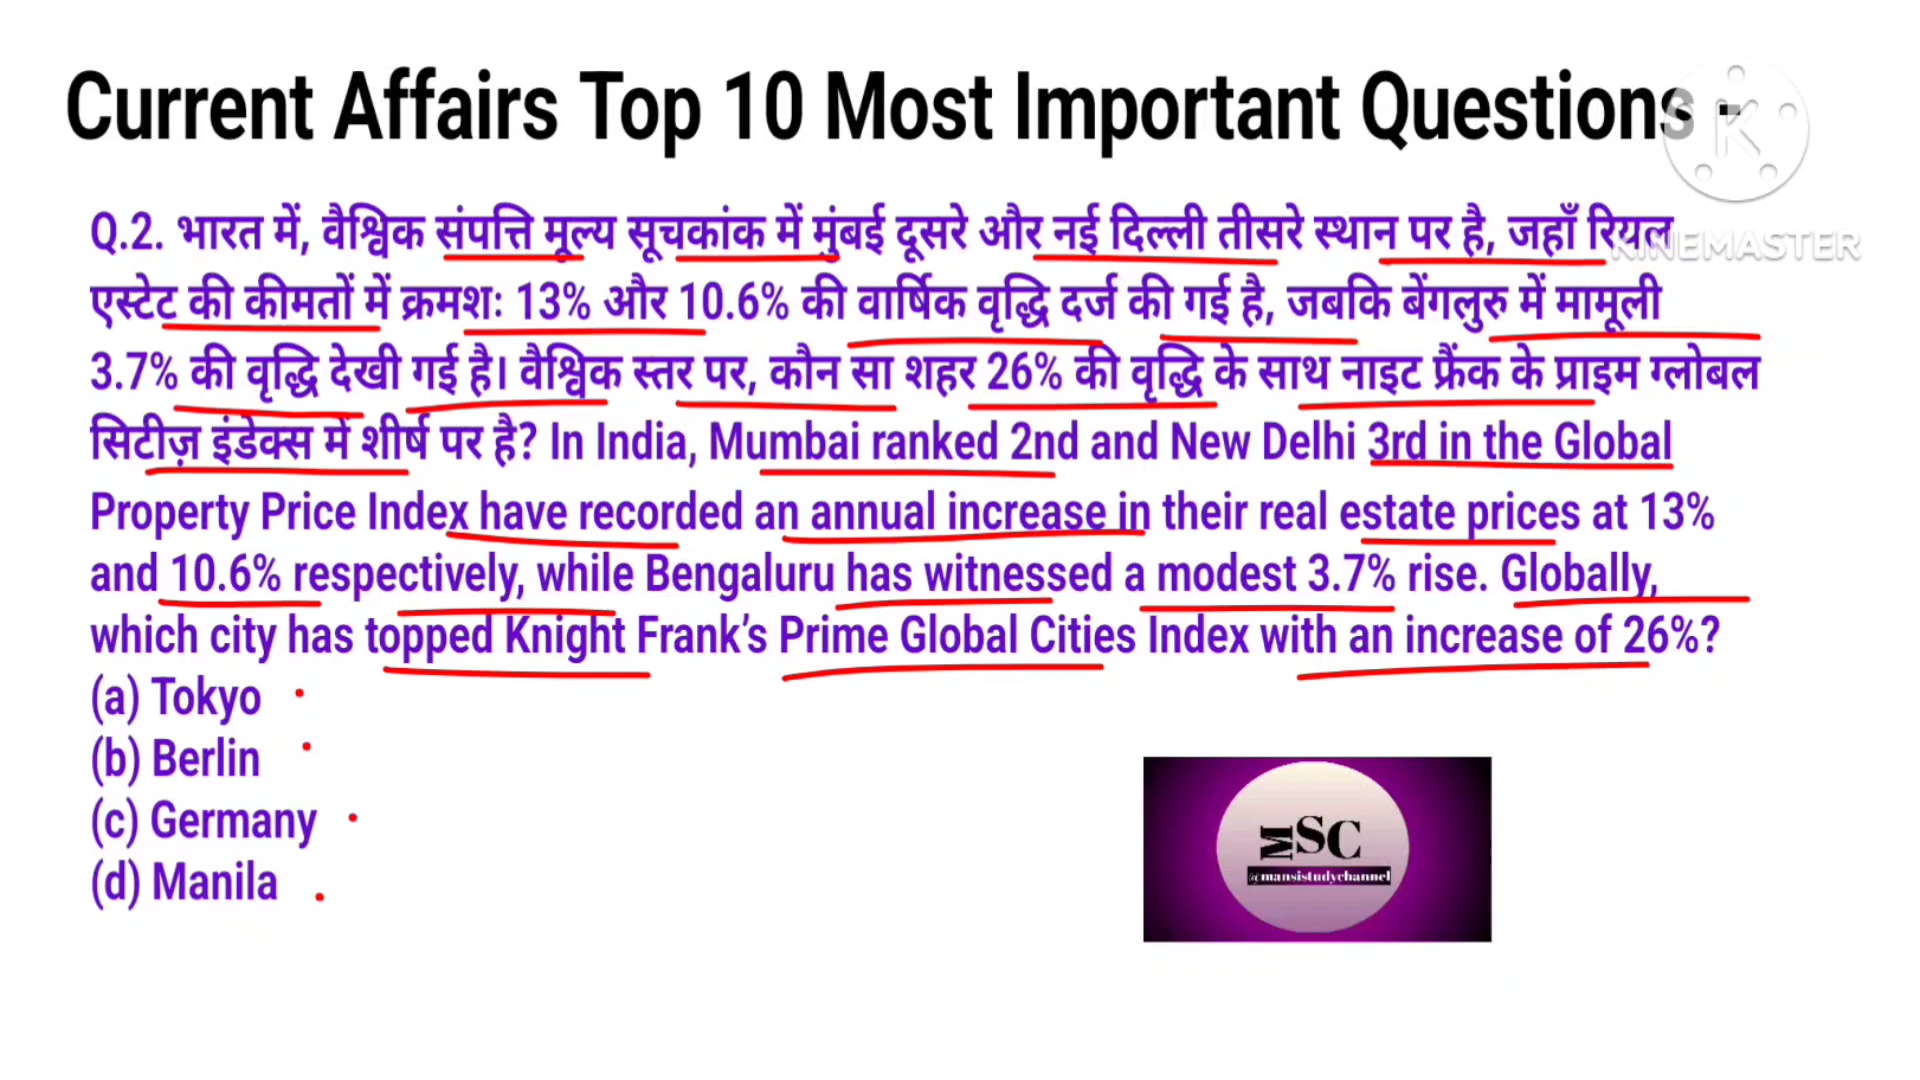 Current Affairs Top 10 Most Important Questions -
Q.2. भारत में, वैश्विक संपत्ति मूल्य सूचकांक में मुंबई दूसरे और नई दिल्ली तीसरे स्थान पर है, जहाँ रियल
KINEMASTER
एस्टेट की कीमतों में क्रमशः 13% और 10.6% की वार्षिक वृद्धि दर्ज की गई है, जबकि बेंगलुरु में मामूली
3.7% की वृद्धि देखी गई है। वैश्विक स्तर पर, कौन सा शहर 26% की वृद्धि के साथ नाइट फ्रैंक के प्राइम ग्लोबल
सिटीज़ इंडेक्स में शीर्ष पर है? In India, Mumbai ranked 2nd and New Delhi 3rd in the Global
Property Price Index have recorded an annual increase in their real estate prices at 13%
and 10.6% respectively, while Bengaluru has witnessed a modest 3.7% rise. Globally,
which city has topped Knight Frank’s Prime Global Cities Index with an increase of 26%?
(a) Tokyo
(b) Berlin
(c) Germany
(d) Manila
MSC
@mansistudychannel